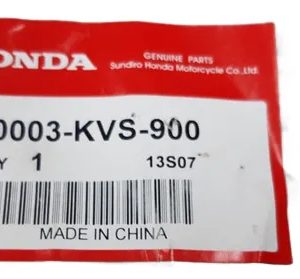 HONDA
GENUINE PARTS
Sundiro Honda Motorcycle Co., Ltd.
0003-KVS-900
Y 1 13S07
MADE IN CHINA